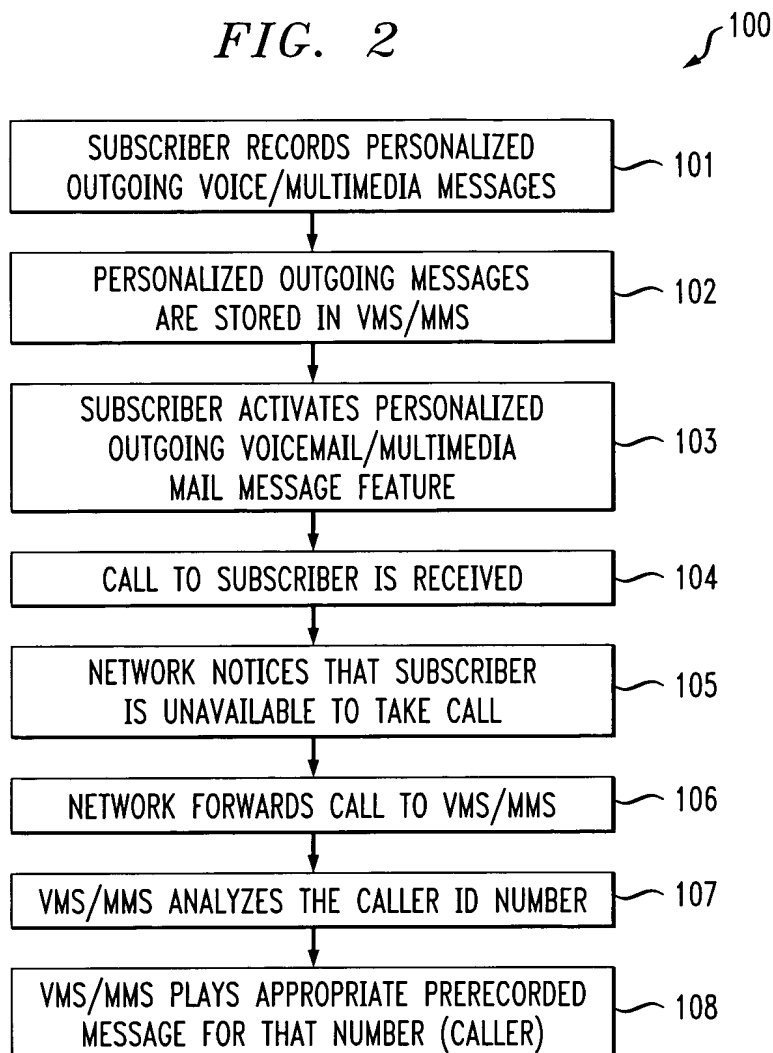 FIG. 2
100
SUBSCRIBER RECORDS PERSONALIZED
OUTGOING VOICE/MULTIMEDIA MESSAGES
101
PERSONALIZED OUTGOING MESSAGES
ARE STORED IN VMS/MMS
102
SUBSCRIBER ACTIVATES PERSONALIZED
OUTGOING VOICEMAIL/MULTIMEDIA
MAIL MESSAGE FEATURE
103
CALL TO SUBSCRIBER IS RECEIVED
104
NETWORK NOTICES THAT SUBSCRIBER
IS UNAVAILABLE TO TAKE CALL
105
NETWORK FORWARDS CALL TO VMS/MMS
106
VMS/MMS ANALYZES THE CALLER ID NUMBER
107
VMS/MMS PLAYS APPROPRIATE PRERECORDED
MESSAGE FOR THAT NUMBER (CALLER)
108